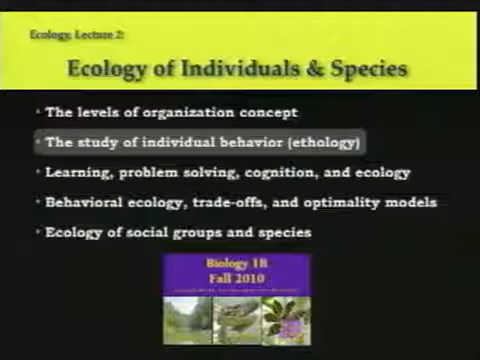 Ecology, Lecture 2:
Ecology of Individuals & Species
· The levels of organization concept
· The study of individual behavior (ethology)
· Learning, problem solving, cognition, and ecology
· Behavioral ecology, trade-offs, and optimality models
· Ecology of social groups and species
Biology 1B
Fall 2010